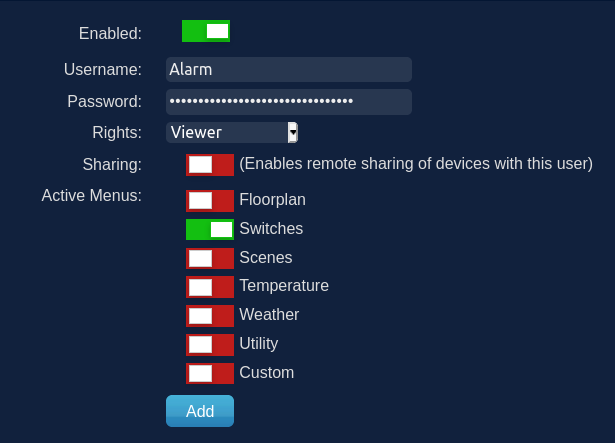 Enabled:
Username: Alarm
Password: ••••••••••••••••••••••••••••••••
Rights: Viewer
Sharing: (Enables remote sharing of devices with this user)
Active Menus: Floorplan
Switches
Scenes
Temperature
Weather
Utility
Custom
Add